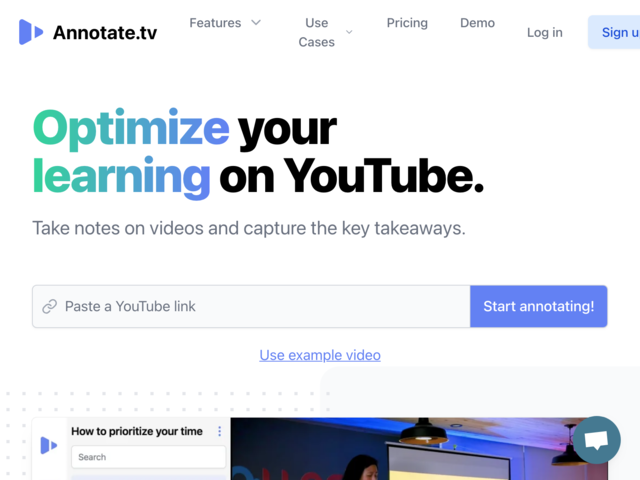 Annotate.tv
Features
Use
Cases
Pricing
Demo
Log in
Sign u
Optimize your
learning on YouTube.
Take notes on videos and capture the key takeaways.
Paste a YouTube link
Start annotating!
Use example video
How to prioritize your time
Search